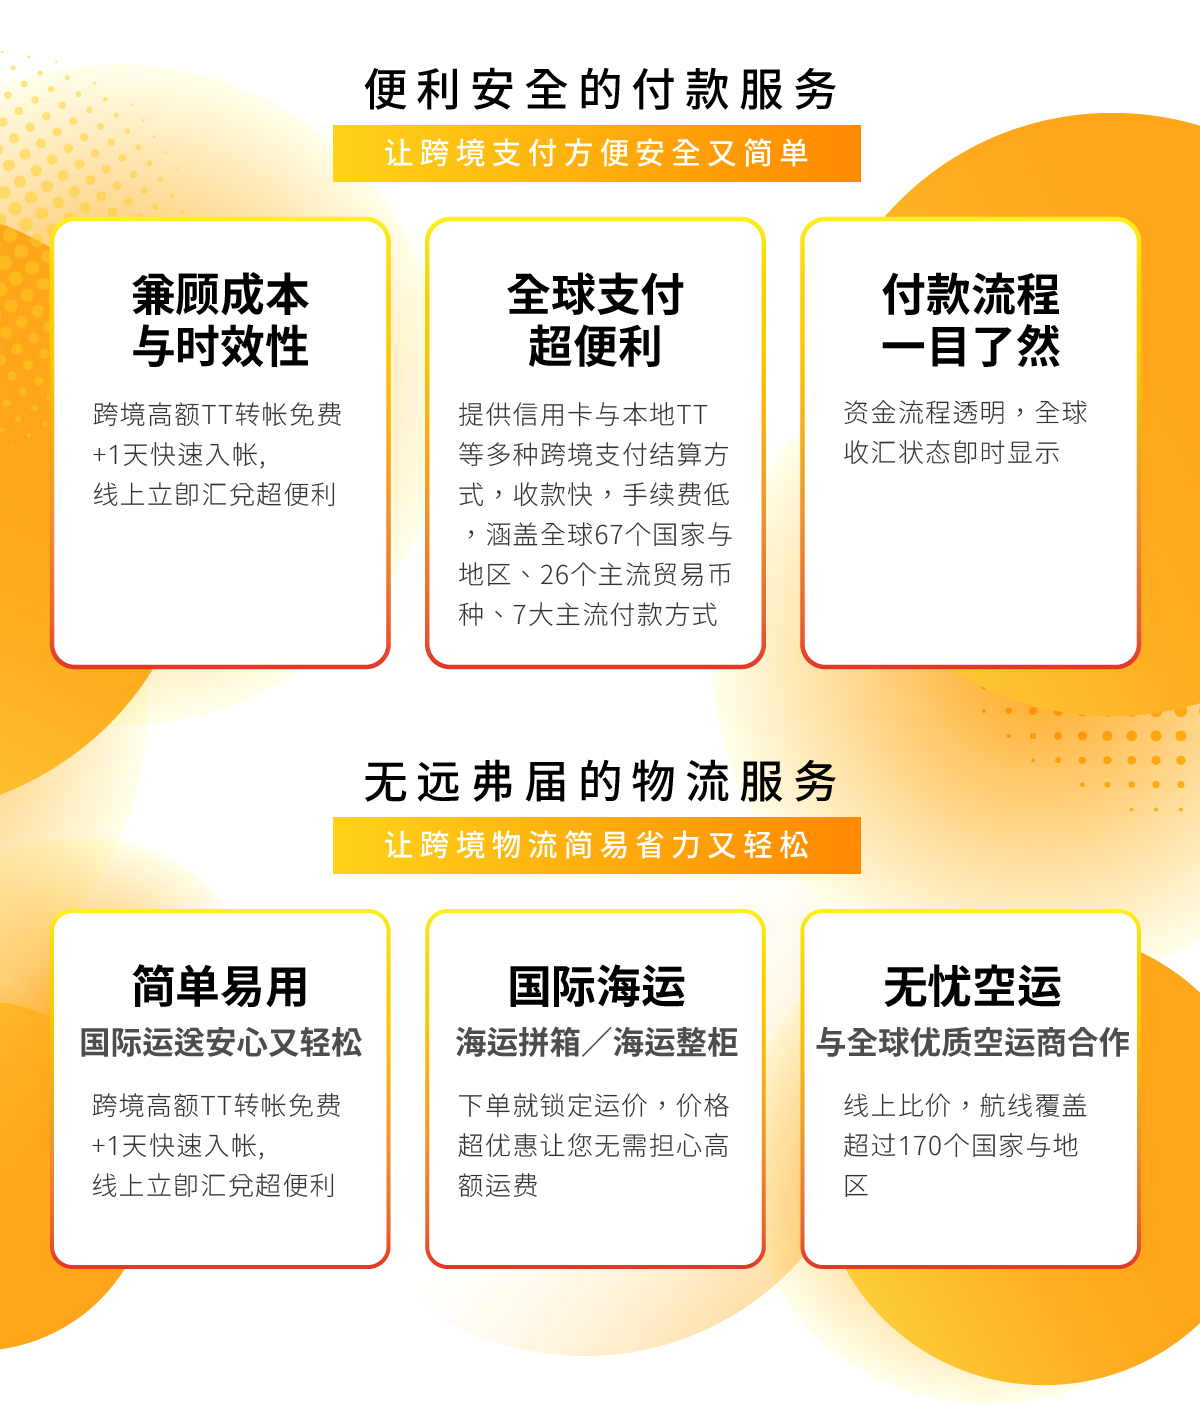 便利安全的付款服务
让跨境支付方便安全又简单
兼顾成本
与时效性
跨境高额TT转帐免费
+1天快速入帐,
线上立卽汇兌超便利
全球支付
超便利
提供信用卡与本地TT
等多种跨境支付结算方
式，收款快，手续费低
，涵盖全球67个国家与
地区、26个主流贸易币
种、7大主流付款方式
付款流程
一目了然
资金流程透明，全球
收汇状态卽时显示
无远弗届的物流服务
让跨境物流简易省力又轻松
简单易用
国际运送安心又轻松
跨境高额TT转帐免费
+1天快速入帐,
线上立卽汇兌超便利
国际海运
海运拼箱／海运整柜
下单就锁定运价，价格
超优惠让您无需担心高
额运费
无忧空运
与全球优质空运商合作
线上比价，航线覆盖
超过170个国家与地
区